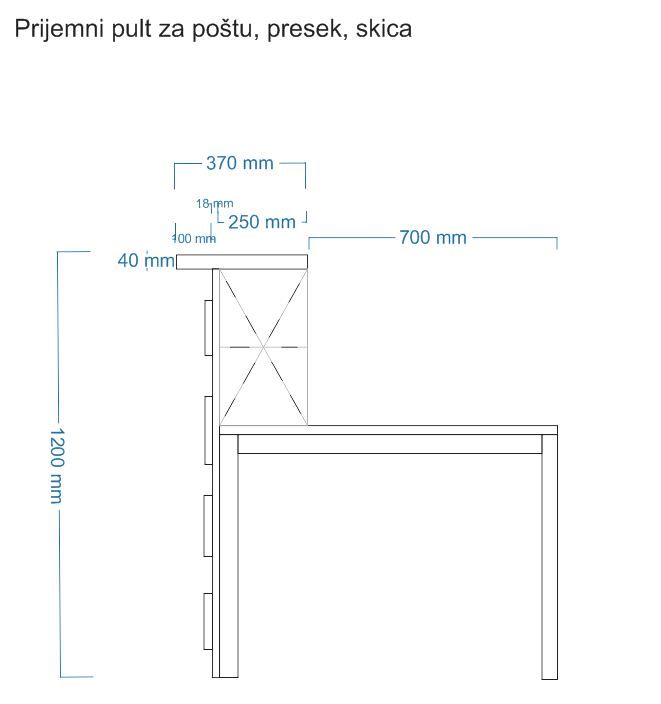 Prijemni pult za poštu, presek, skica
370 mm
18 mm
250 mm
100 mm
700 mm
40 mm
1200 mm